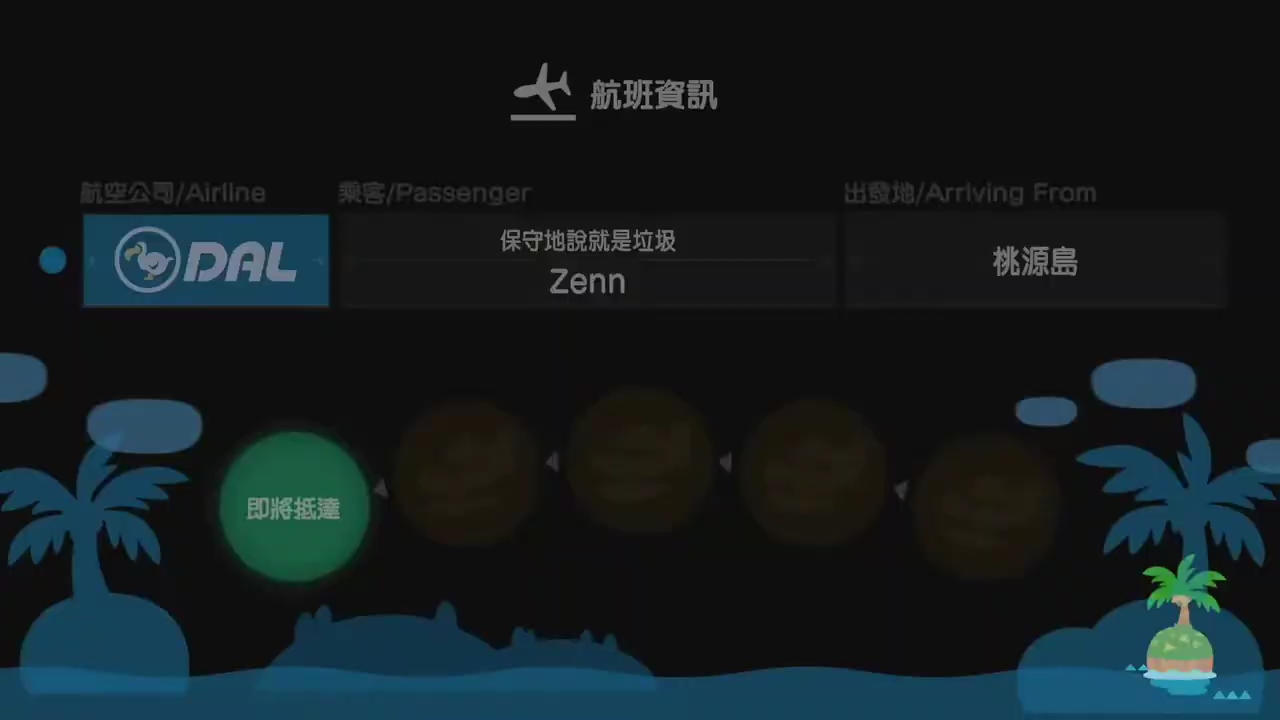 航班資訊
航空公司/Airline
乘客/Passenger
出發地/Arriving From
DAL
保守地說就是垃圾
Zenn
桃源島
即將抵達